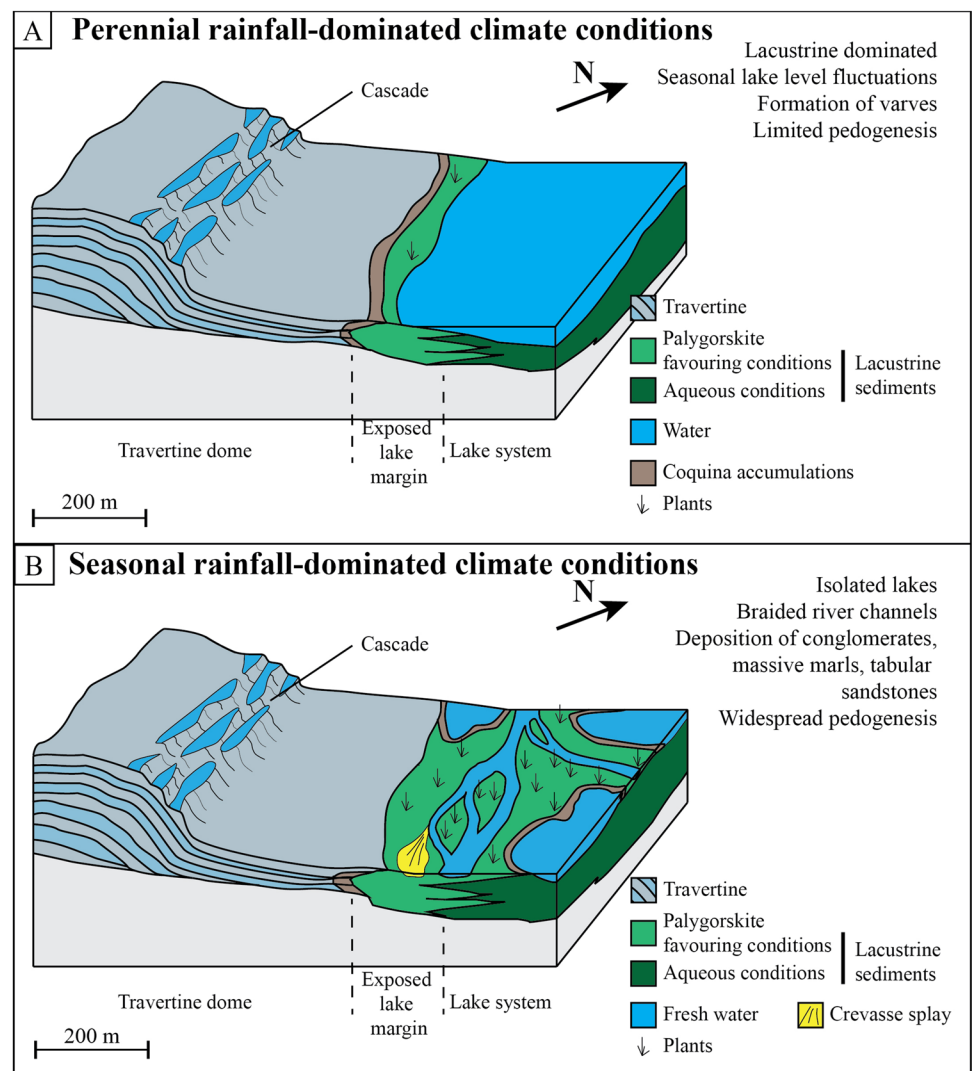 A
Perennial rainfall-dominated climate conditions
Lacustrine dominated
Seasonal lake level fluctuations
Formation of varves
Limited pedogenesis
N
Cascade
Travertine
Palygorskite
favouring conditions
Aqueous conditions
Lacustrine
sediments
Water
Coquina accumulations
Plants
Travertine dome
Exposed
lake
margin
Lake system
200 m
B
Seasonal rainfall-dominated climate conditions
Isolated lakes
Braided river channels
Deposition of conglomerates,
massive marls, tabular
sandstones
Widespread pedogenesis
N
Cascade
Travertine
Palygorskite
favouring conditions
Aqueous conditions
Lacustrine
sediments
Fresh water
Crevasse splay
Plants
Travertine dome
Exposed
lake
margin
Lake system
200 m